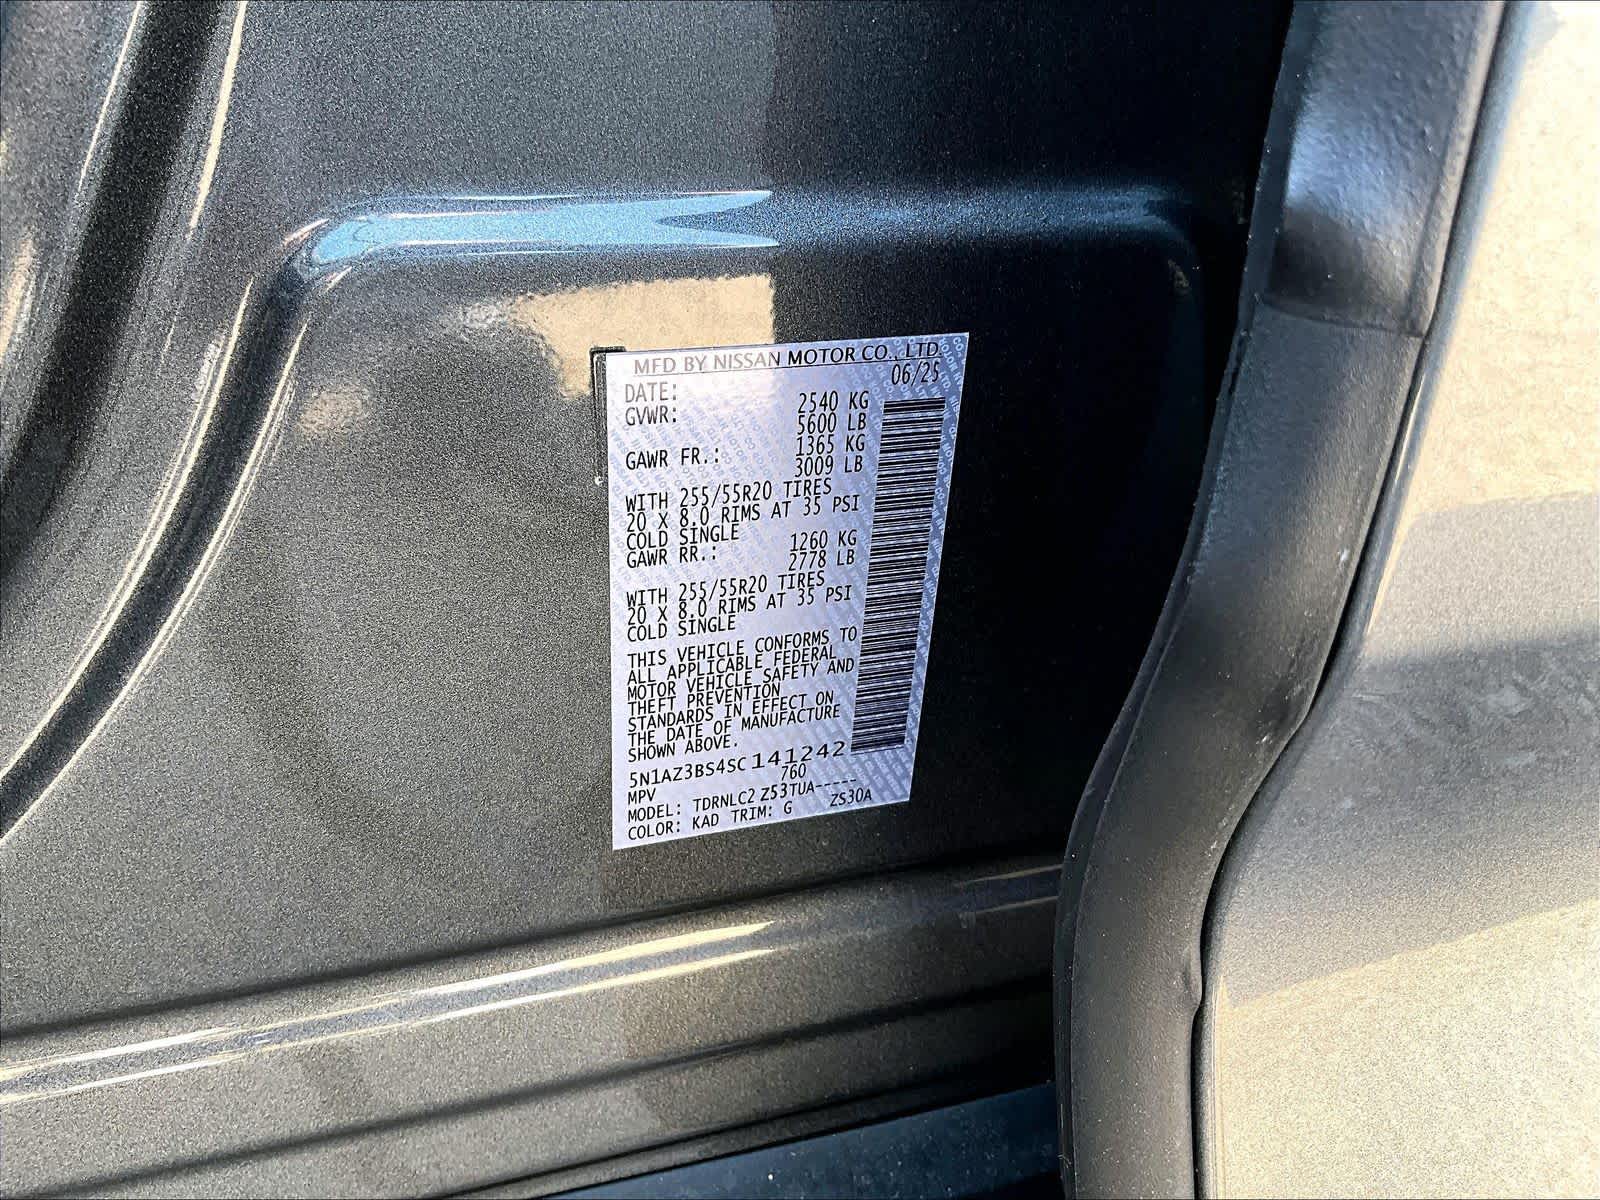 MFD BY NISSAN MOTOR CO., LTD.
DATE: 06/25
GVWR: 2540 KG
5600 LB
GAWR FR.: 1365 KG
3009 LB
WITH 255/55R20 TIRES
20 X 8.0 RIMS AT 35 PSI
COLD SINGLE
GAWR RR.: 1260 KG
2778 LB
WITH 255/55R20 TIRES
20 X 8.0 RIMS AT 35 PSI
COLD SINGLE
THIS VEHICLE CONFORMS TO
ALL APPLICABLE FEDERAL
MOTOR VEHICLE SAFETY AND
THEFT PREVENTION
STANDARDS IN EFFECT ON
THE DATE OF MANUFACTURE
SHOWN ABOVE.
5N1AZ3BS4SC141242
MPV 760
MODEL: TDRNLC2 Z53TUA-----
COLOR: KAD TRIM: G ZS30A